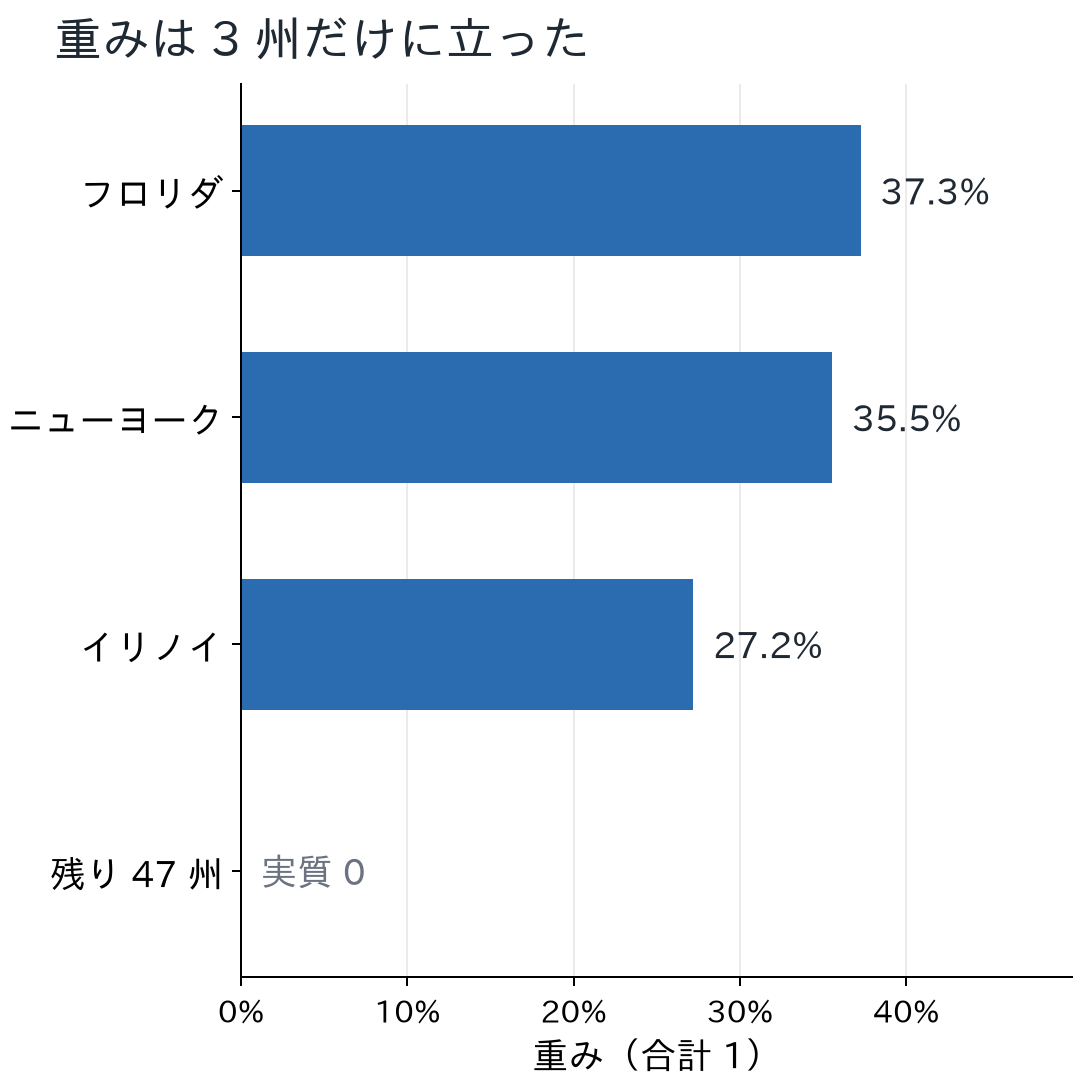 重みは 3 州だけに立った
フロリダ
37.3%
ニューヨーク
35.5%
イリノイ
27.2%
残り 47 州
実質 0
0% 10% 20% 30% 40%
重み（合計 1）